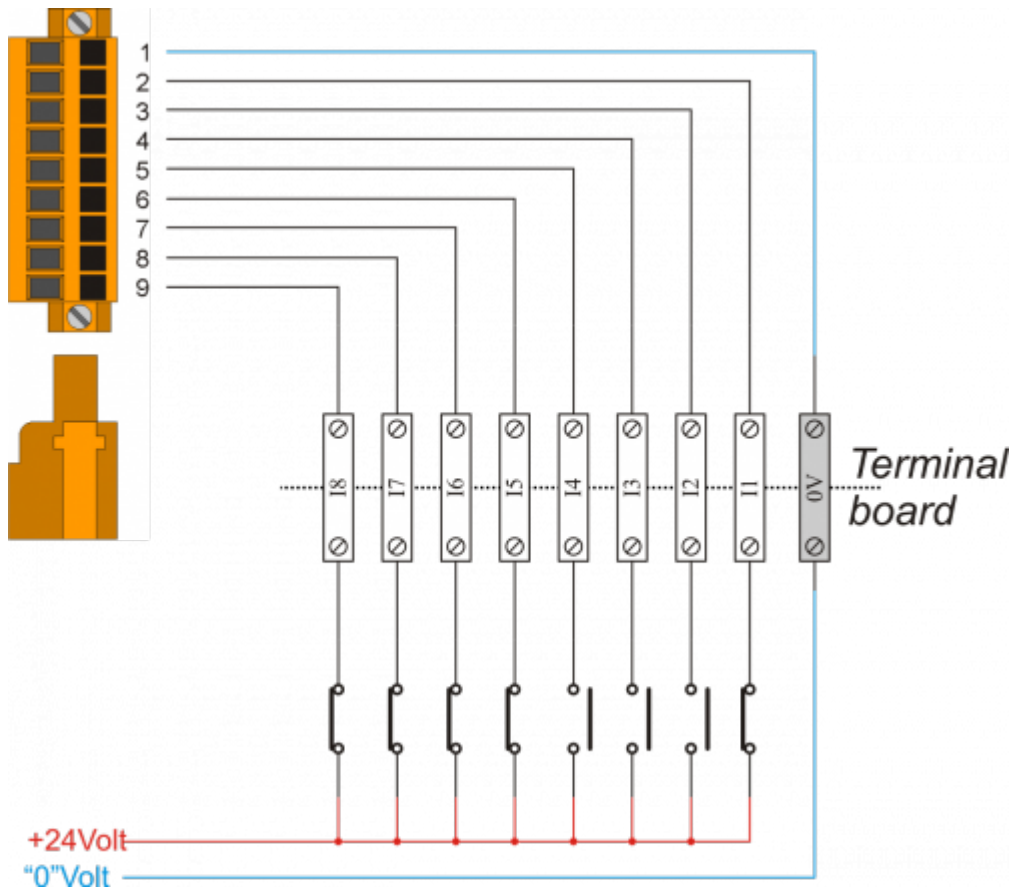 1
2
3
4
5
6
7
8
9
I8
I7
I6
I5
I4
I3
I2
I1
0V
Terminal
board
+24Volt
“0”Volt